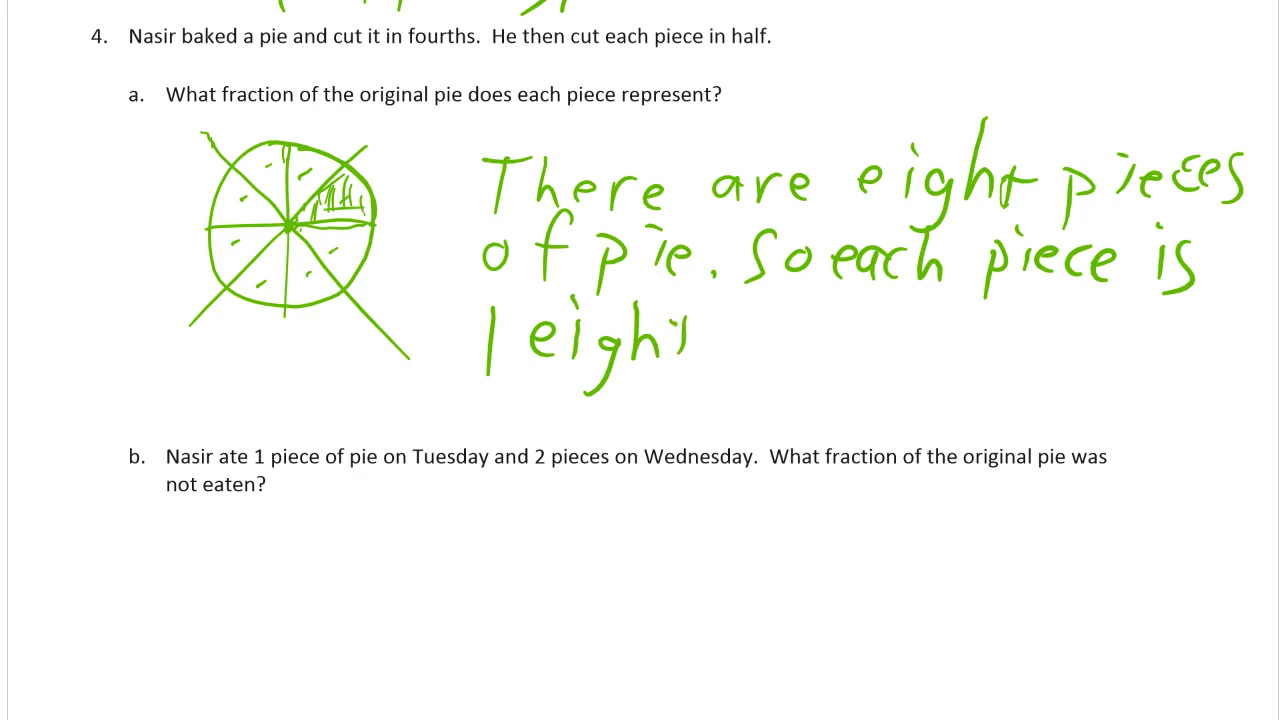 4. Nasir baked a pie and cut it in fourths. He then cut each piece in half.
a. What fraction of the original pie does each piece represent?
There are eight pieces
of pie. So each piece is
1 eight
b. Nasir ate 1 piece of pie on Tuesday and 2 pieces on Wednesday. What fraction of the original pie was
not eaten?